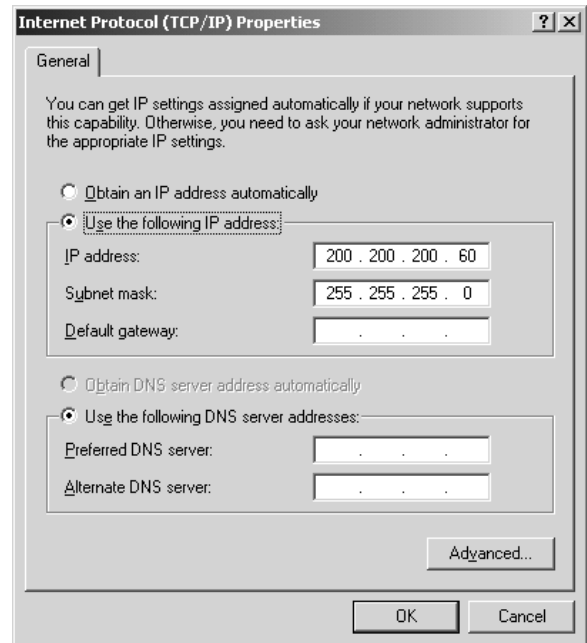 Internet Protocol (TCP/IP) Properties
? X
General
You can get IP settings assigned automatically if your network supports
this capability. Otherwise, you need to ask your network administrator for
the appropriate IP settings.
Obtain an IP address automatically
Use the following IP address:
IP address: 200 . 200 . 200 . 60
Subnet mask: 255 . 255 . 255 . 0
Default gateway: . . .
Obtain DNS server address automatically
Use the following DNS server addresses:
Preferred DNS server: . . .
Alternate DNS server: . . .
Advanced...
OK Cancel